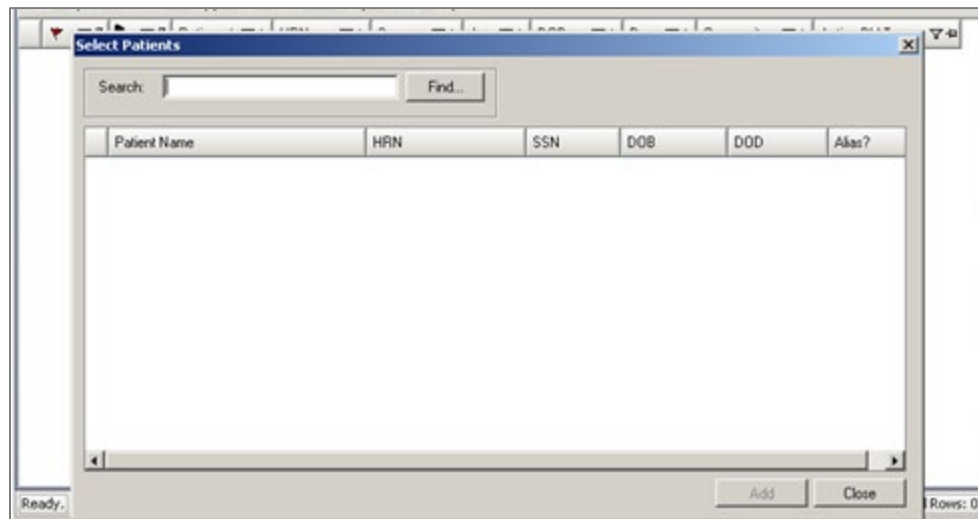 Select Patients
Search: Find...
Patient Name HRN SSN DOB DOD Alias?
Add Close
Ready. Rows: 0